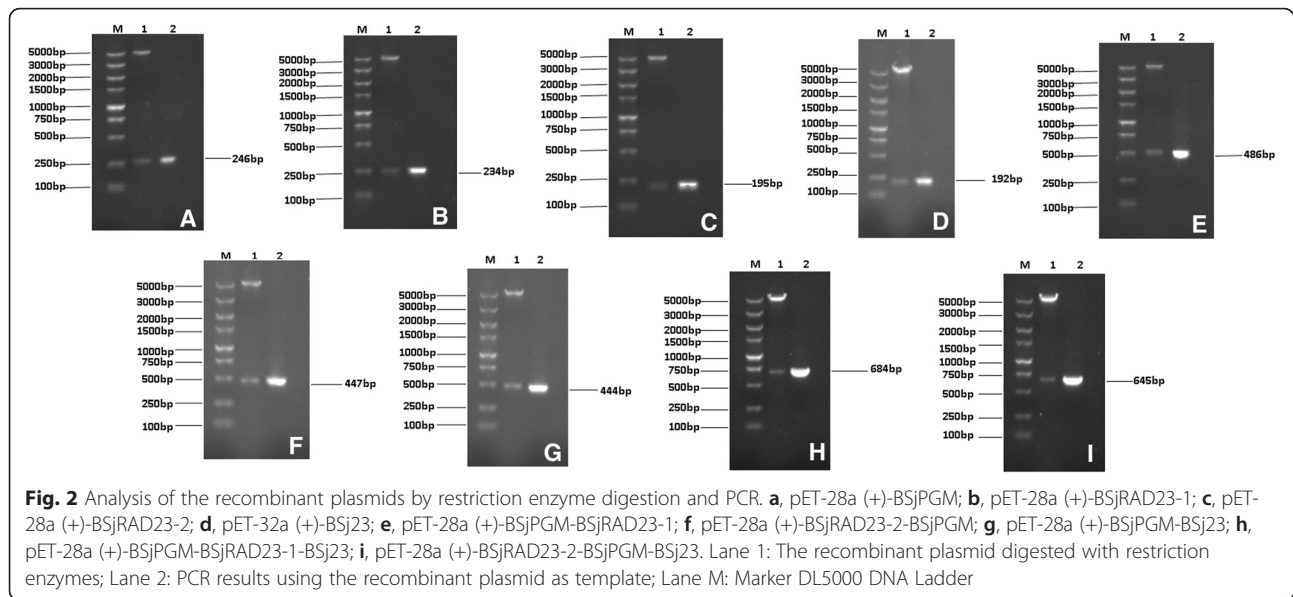 M 1 2
5000bp
3000bp
2000bp
1500bp
1000bp
750bp
500bp
250bp
100bp
246bp
A
M 1 2
5000bp
3000bp
2000bp
1500bp
1000bp
750bp
500bp
250bp
100bp
234bp
B
M 1 2
5000bp
3000bp
2000bp
1500bp
1000bp
750bp
500bp
250bp
100bp
195bp
C
M 1 2
5000bp
3000bp
2000bp
1500bp
1000bp
750bp
500bp
250bp
100bp
192bp
D
M 1 2
5000bp
3000bp
2000bp
1500bp
1000bp
750bp
500bp
250bp
100bp
486bp
E
M 1 2
5000bp
3000bp
2000bp
1500bp
1000bp
750bp
500bp
250bp
100bp
447bp
F
M 1 2
5000bp
3000bp
2000bp
1500bp
1000bp
750bp
500bp
250bp
100bp
444bp
G
M 1 2
5000bp
3000bp
2000bp
1500bp
1000bp
750bp
500bp
250bp
100bp
684bp
H
M 1 2
5000bp
3000bp
2000bp
1500bp
1000bp
750bp
500bp
250bp
100bp
645bp
I
Fig. 2 Analysis of the recombinant plasmids by restriction enzyme digestion and PCR. a, pET-28a (+)-BSjPGM; b, pET-28a (+)-BSjRAD23-1; c, pET-
28a (+)-BSjRAD23-2; d, pET-32a (+)-BSj23; e, pET-28a (+)-BSjPGM-BSjRAD23-1; f, pET-28a (+)-BSjRAD23-2-BSjPGM; g, pET-28a (+)-BSjPGM-BSj23; h,
pET-28a (+)-BSjPGM-BSjRAD23-1-BSj23; i, pET-28a (+)-BSjRAD23-2-BSjPGM-BSj23. Lane 1: The recombinant plasmid digested with restriction
enzymes; Lane 2: PCR results using the recombinant plasmid as template; Lane M: Marker DL5000 DNA Ladder